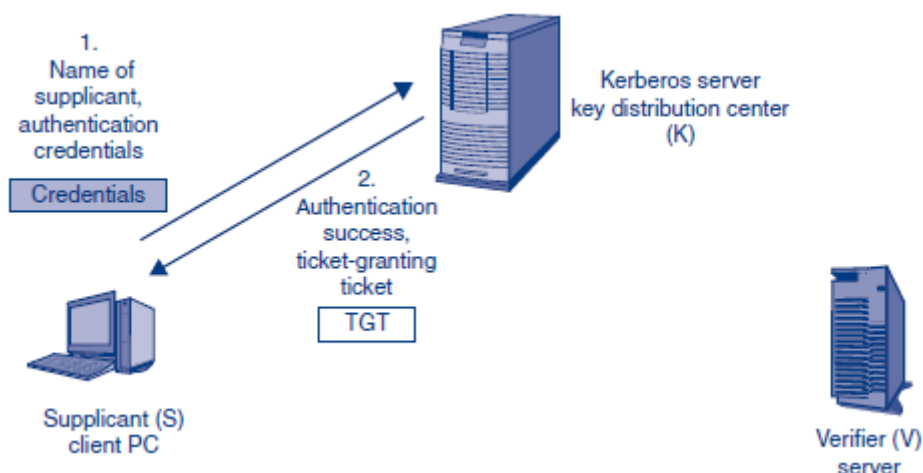 1.
Name of
supplicant,
authentication
credentials
Credentials
Kerberos server
key distribution center
(K)
2.
Authentication
success,
ticket-granting
ticket
TGT
Supplicant (S)
client PC
Verifier (V)
server